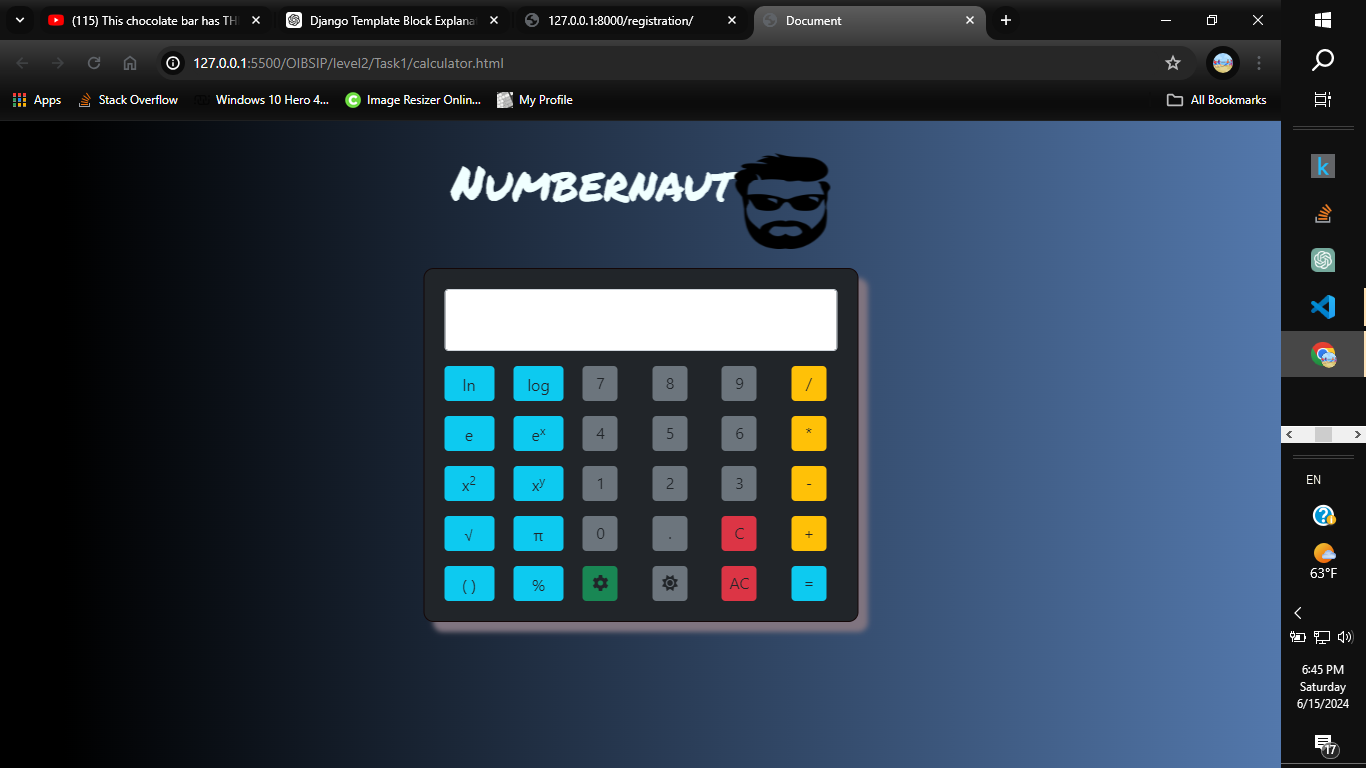 (115) This chocolate bar has TH
Django Template Block Explana
127.0.0.1:8000/registration/
Document
127.0.0.1:5500/OIBSIP/level2/Task1/calculator.html
Apps
Stack Overflow
Windows 10 Hero 4...
Image Resizer Onlin...
My Profile
All Bookmarks
Numbernaut
ln log 7 8 9 /
e eˣ 4 5 6 *
x² xʸ 1 2 3 -
√ π 0 . C +
( ) % AC =
k
EN
63°F
6:45 PM
Saturday
6/15/2024
17